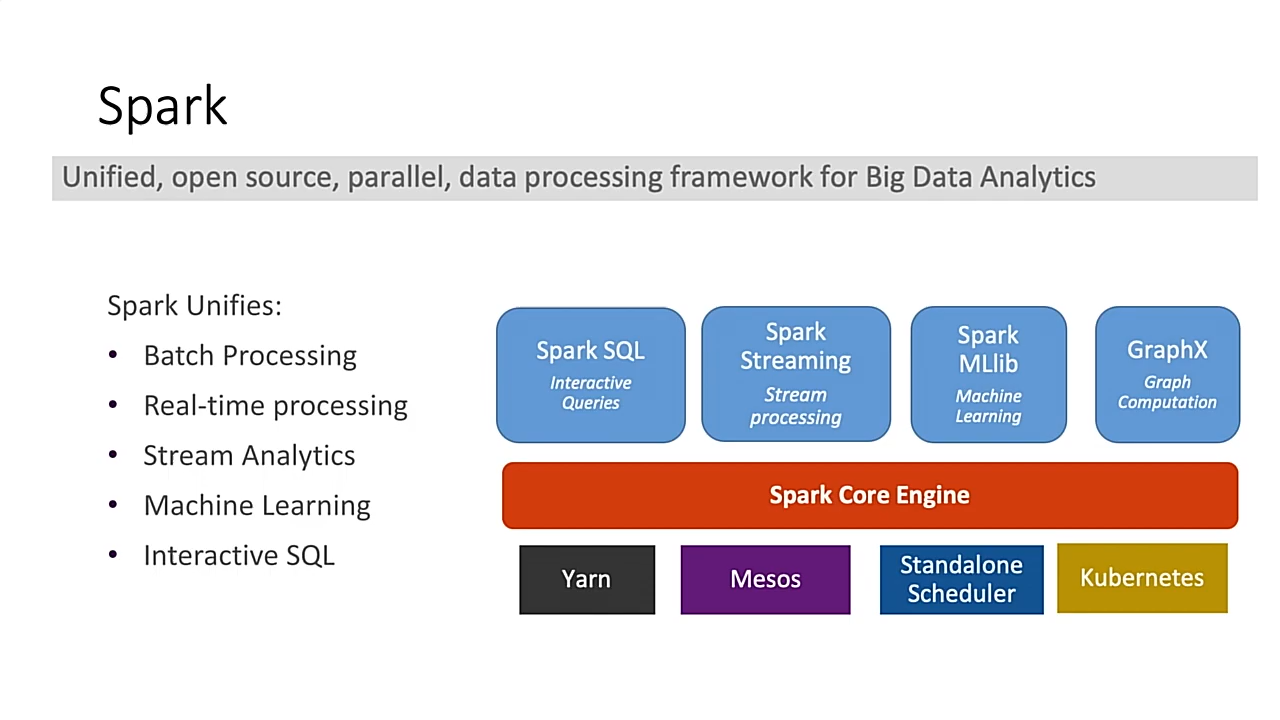 Spark
Unified, open source, parallel, data processing framework for Big Data Analytics
Spark Unifies:
• Batch Processing
• Real-time processing
• Stream Analytics
• Machine Learning
• Interactive SQL
Spark SQL
Interactive
Queries
Spark
Streaming
Stream
processing
Spark
MLlib
Machine
Learning
GraphX
Graph
Computation
Spark Core Engine
Yarn
Mesos
Standalone
Scheduler
Kubernetes